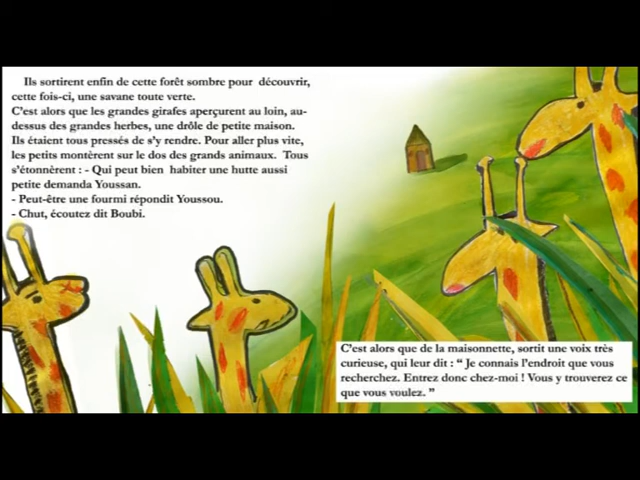 Ils sortirent enfin de cette forêt sombre pour découvrir,
cette fois-ci, une savane toute verte.
C'est alors que les grandes girafes aperçurent au loin, au-
dessus des grandes herbes, une drôle de petite maison.
Ils étaient tous pressés de s'y rendre. Pour aller plus vite,
les petits montèrent sur le dos des grands animaux. Tous
s'étonnèrent : - Qui peut bien habiter une hutte aussi
petite demanda Youssan.
- Peut-être une fourmi répondit Youssou.
- Chut, écoutez dit Boubi.
C'est alors que de la maisonnette, sortit une voix très
curieuse, qui leur dit : “ Je connais l'endroit que vous
recherchez. Entrez donc chez-moi ! Vous y trouverez ce
que vous voulez. ”